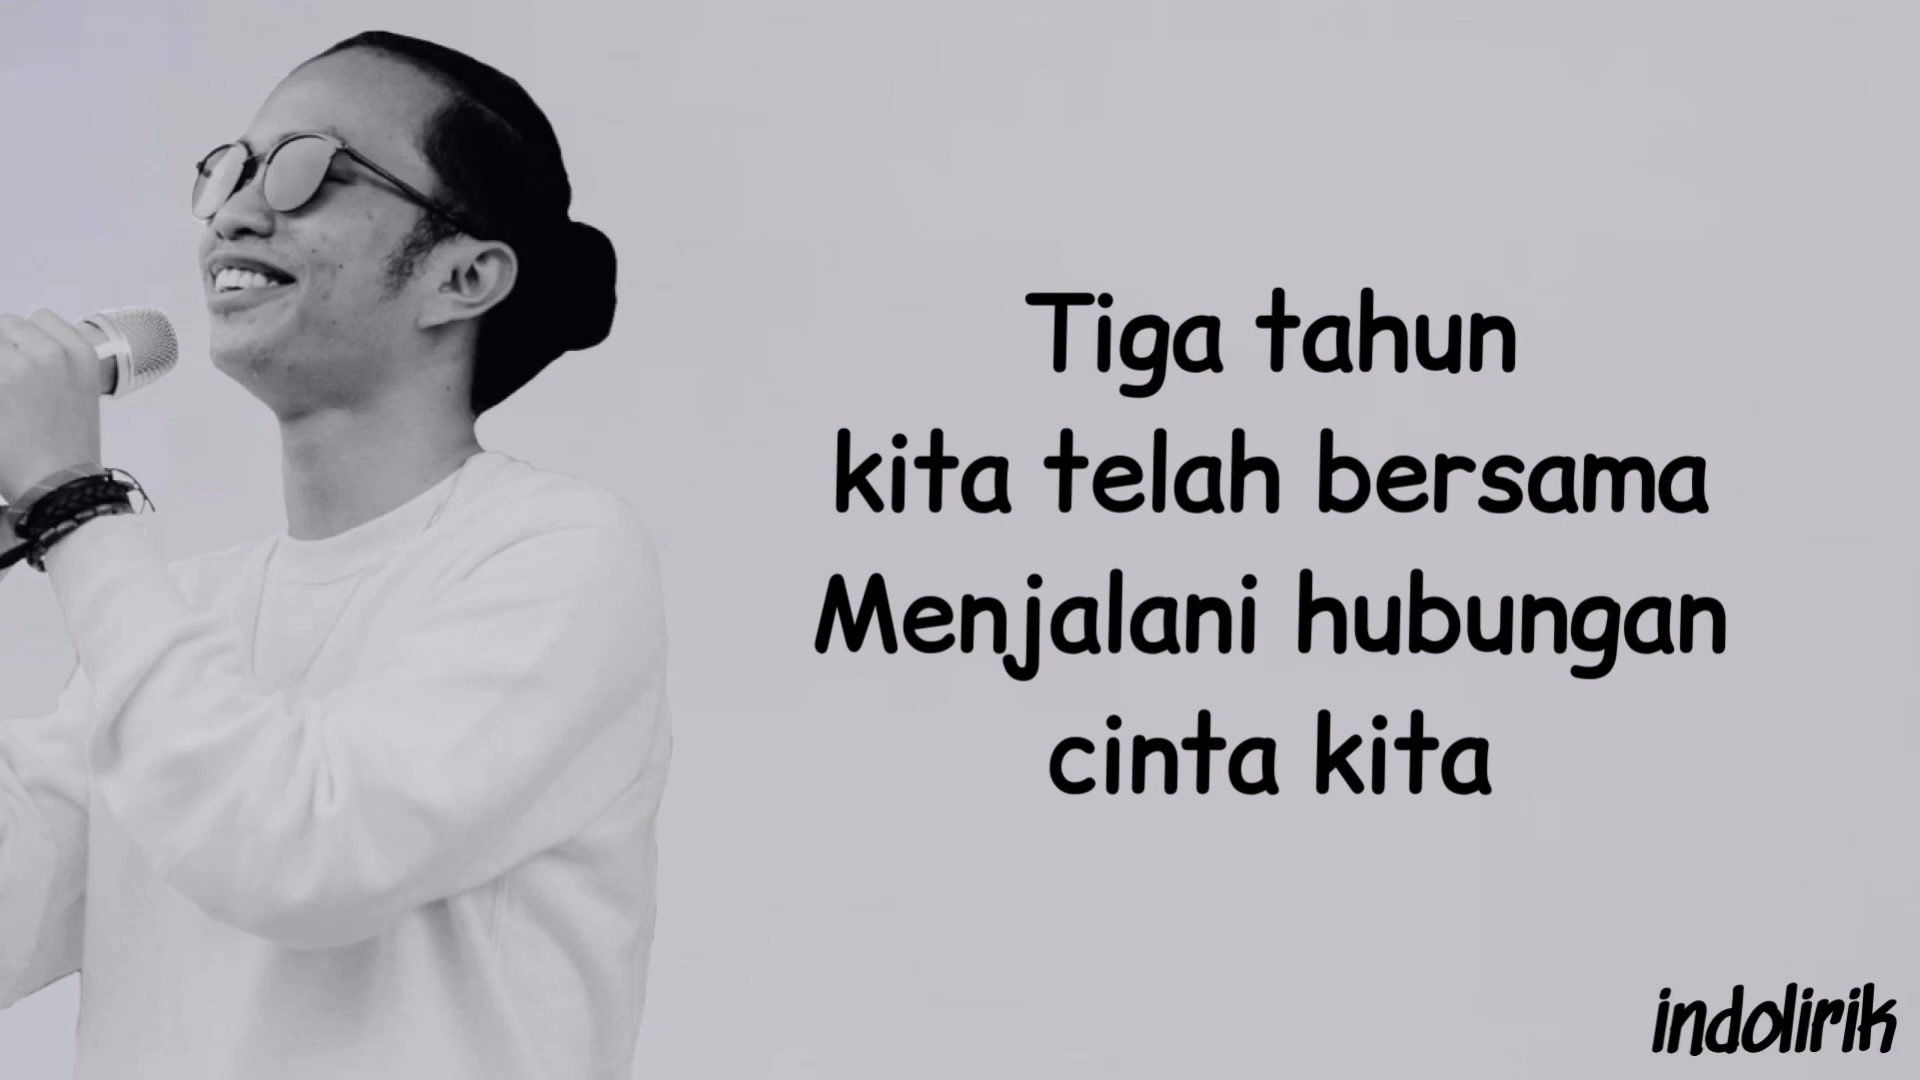 Tiga tahun
kita telah bersama
Menjalani hubungan
cinta kita
indolirik